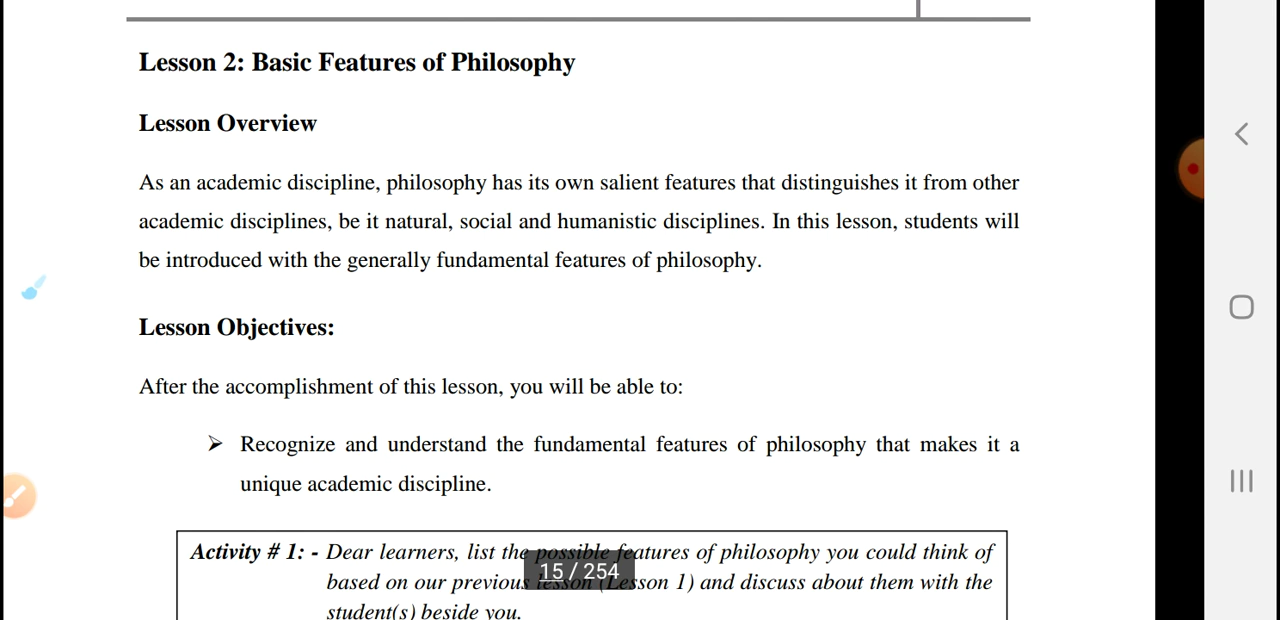 Lesson 2: Basic Features of Philosophy
Lesson Overview
As an academic discipline, philosophy has its own salient features that distinguishes it from other
academic disciplines, be it natural, social and humanistic disciplines. In this lesson, students will
be introduced with the generally fundamental features of philosophy.
Lesson Objectives:
After the accomplishment of this lesson, you will be able to:
➢ Recognize and understand the fundamental features of philosophy that makes it a
unique academic discipline.
Activity # 1: - Dear learners, list the possible features of philosophy you could think of
based on our previous lesson (Lesson 1) and discuss about them with the
student(s) beside you.
15 / 254